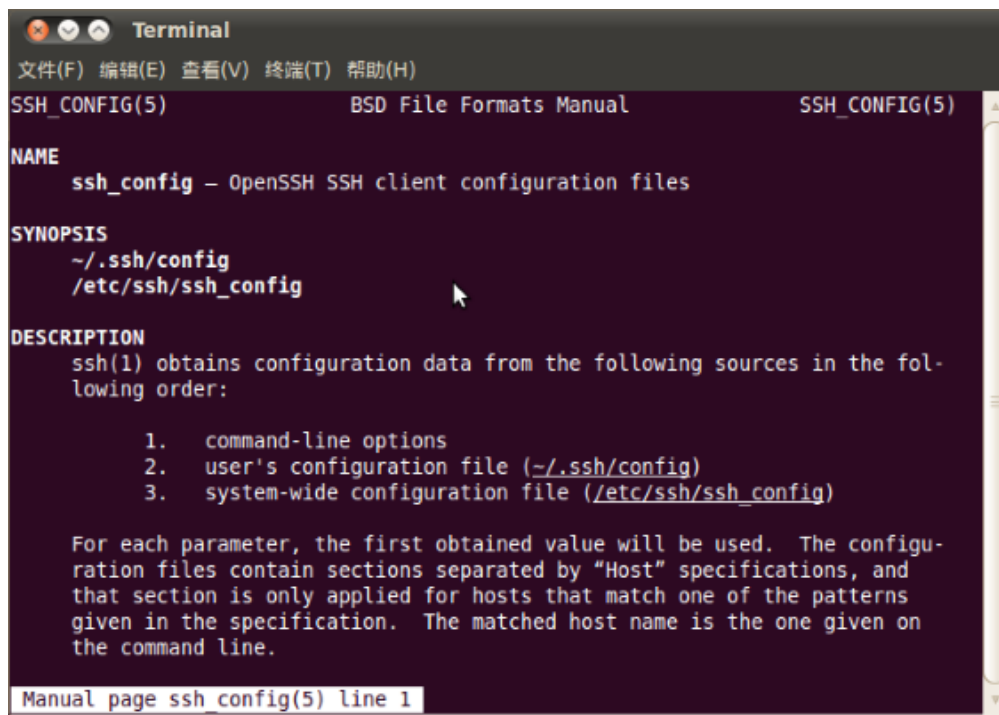 Terminal
文件(F) 编辑(E) 查看(V) 终端(T) 帮助(H)
SSH_CONFIG(5) BSD File Formats Manual SSH_CONFIG(5)
NAME
ssh_config — OpenSSH SSH client configuration files
SYNOPSIS
~/.ssh/config
/etc/ssh/ssh_config
DESCRIPTION
ssh(1) obtains configuration data from the following sources in the fol-
lowing order:
1. command-line options
2. user's configuration file (~/.ssh/config)
3. system-wide configuration file (/etc/ssh/ssh_config)
For each parameter, the first obtained value will be used. The configu-
ration files contain sections separated by “Host” specifications, and
that section is only applied for hosts that match one of the patterns
given in the specification. The matched host name is the one given on
the command line.
Manual page ssh_config(5) line 1